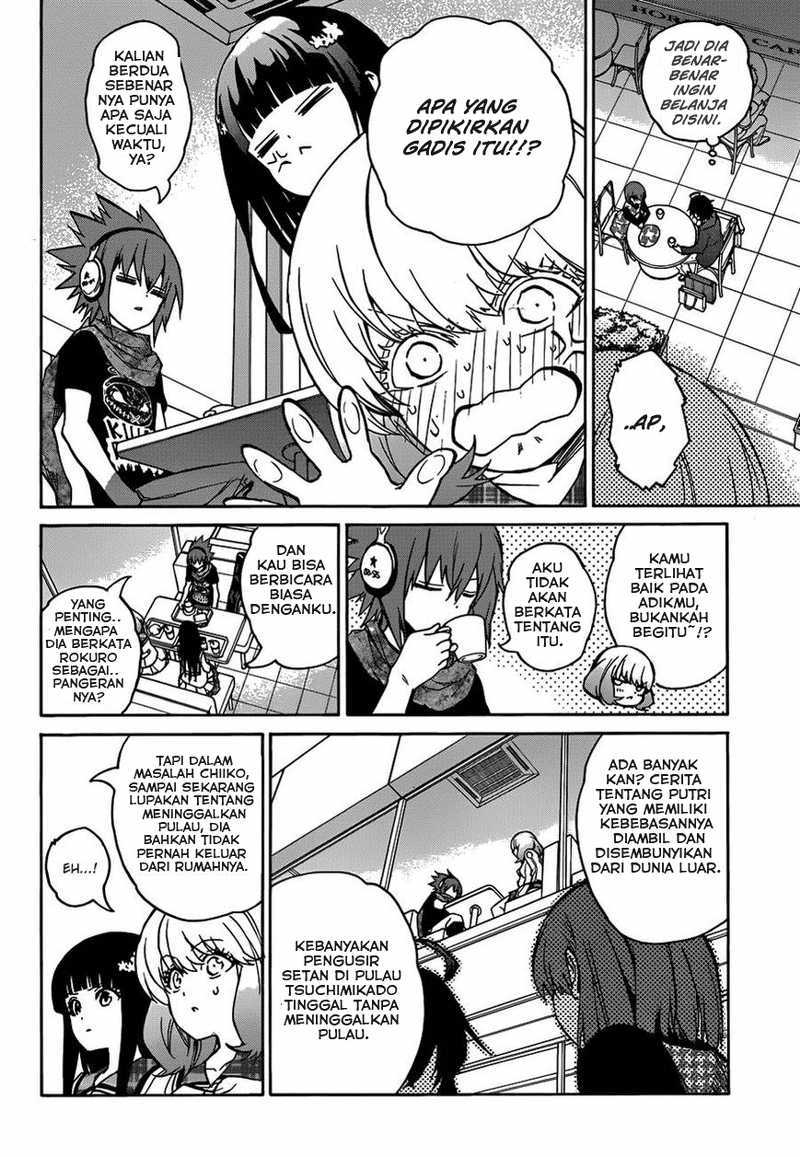 HOR
CAF
JADI DIA
BENAR-
BENAR
INGIN
BELANJA
DISINI.
..AP,
APA YANG
DIPIKIRKAN
GADIS ITU!!?
KALIAN
BERDUA
SEBENAR
NYA PUNYA
APA SAJA
KECUALI
WAKTU,
YA?
KILL
KAMU
TERLIHAT
BAIK PADA
ADIKMU,
BUKANKAH
BEGITU~!?
AKU
TIDAK
AKAN
BERKATA
TENTANG
ITU.
DAN
KAU BISA
BERBICARA
BIASA
DENGANKU.
YANG
PENTING..
MENGAPA
DIA BERKATA
ROKURO
SEBAGAI..
PANGERAN
NYA?
ADA BANYAK
KAN? CERITA
TENTANG PUTRI
YANG MEMILIKI
KEBEBASANNYA
DIAMBIL DAN
DISEMBUNYIKAN
DARI DUNIA LUAR.
KEBANYAKAN
PENGUSIR
SETAN DI PULAU
TSUCHIMIKADO
TINGGAL TANPA
MENINGGALKAN
PULAU.
TAPI DALAM
MASALAH CHIIKO,
SAMPAI SEKARANG
LUPAKAN TENTANG
MENINGGALKAN
PULAU, DIA
BAHKAN TIDAK
PERNAH KELUAR
DARI RUMAHNYA.
EH...!